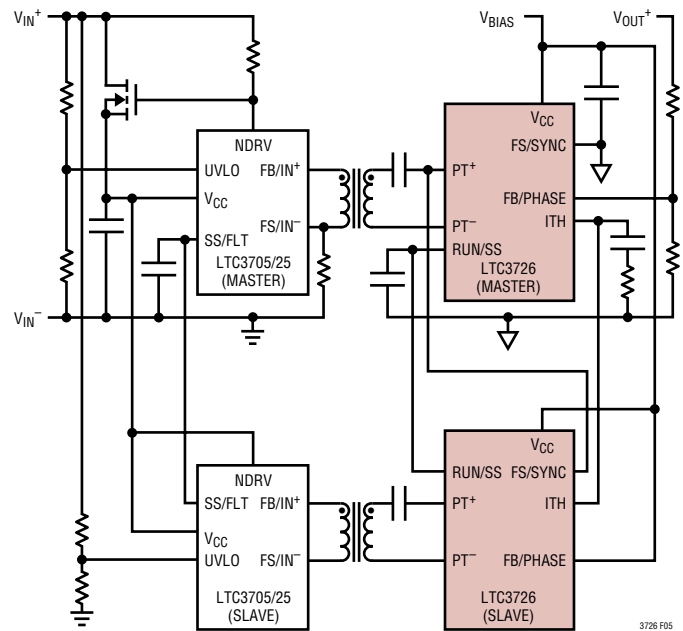 VIN+
VBIAS
VOUT+
NDRV
UVLO
FB/IN+
VCC
FS/IN−
SS/FLT
LTC3705/25
(MASTER)
VCC
FS/SYNC
PT+
FB/PHASE
ITH
PT−
RUN/SS
LTC3726
(MASTER)
VIN−
NDRV
SS/FLT
FB/IN+
VCC
UVLO
FS/IN−
LTC3705/25
(SLAVE)
VCC
RUN/SS
FS/SYNC
PT+
ITH
PT−
FB/PHASE
LTC3726
(SLAVE)
3726 F05